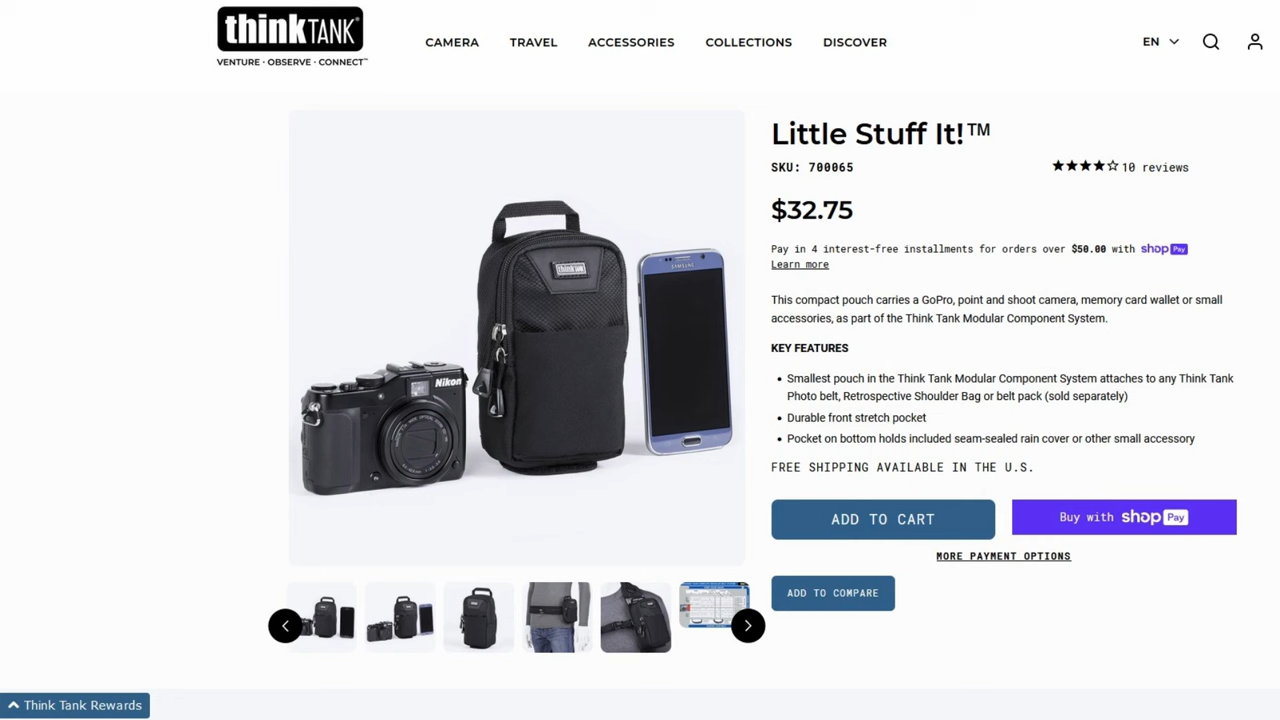 thinkTANK®
VENTURE · OBSERVE · CONNECT™
CAMERA TRAVEL ACCESSORIES COLLECTIONS DISCOVER
EN
Little Stuff It!™
SKU: 700065
10 reviews
$32.75
Pay in 4 interest-free installments for orders over $50.00 with shop Pay
Learn more
This compact pouch carries a GoPro, point and shoot camera, memory card wallet or small
accessories, as part of the Think Tank Modular Component System.
KEY FEATURES
Smallest pouch in the Think Tank Modular Component System attaches to any Think Tank
Photo belt, Retrospective Shoulder Bag or belt pack (sold separately)
Durable front stretch pocket
Pocket on bottom holds included seam-sealed rain cover or other small accessory
FREE SHIPPING AVAILABLE IN THE U.S.
ADD TO CART
Buy with shop Pay
MORE PAYMENT OPTIONS
ADD TO COMPARE
thinkTANK
SAMSUNG
Nikon
Think Tank Rewards